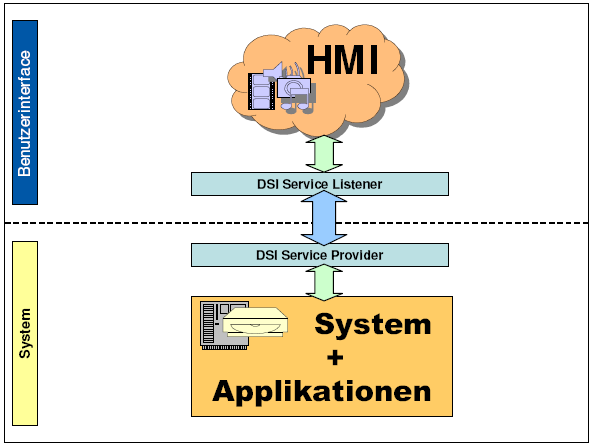 Benutzerinterface
HMI
DSI Service Listener
DSI Service Provider
System
System
+
Applikationen